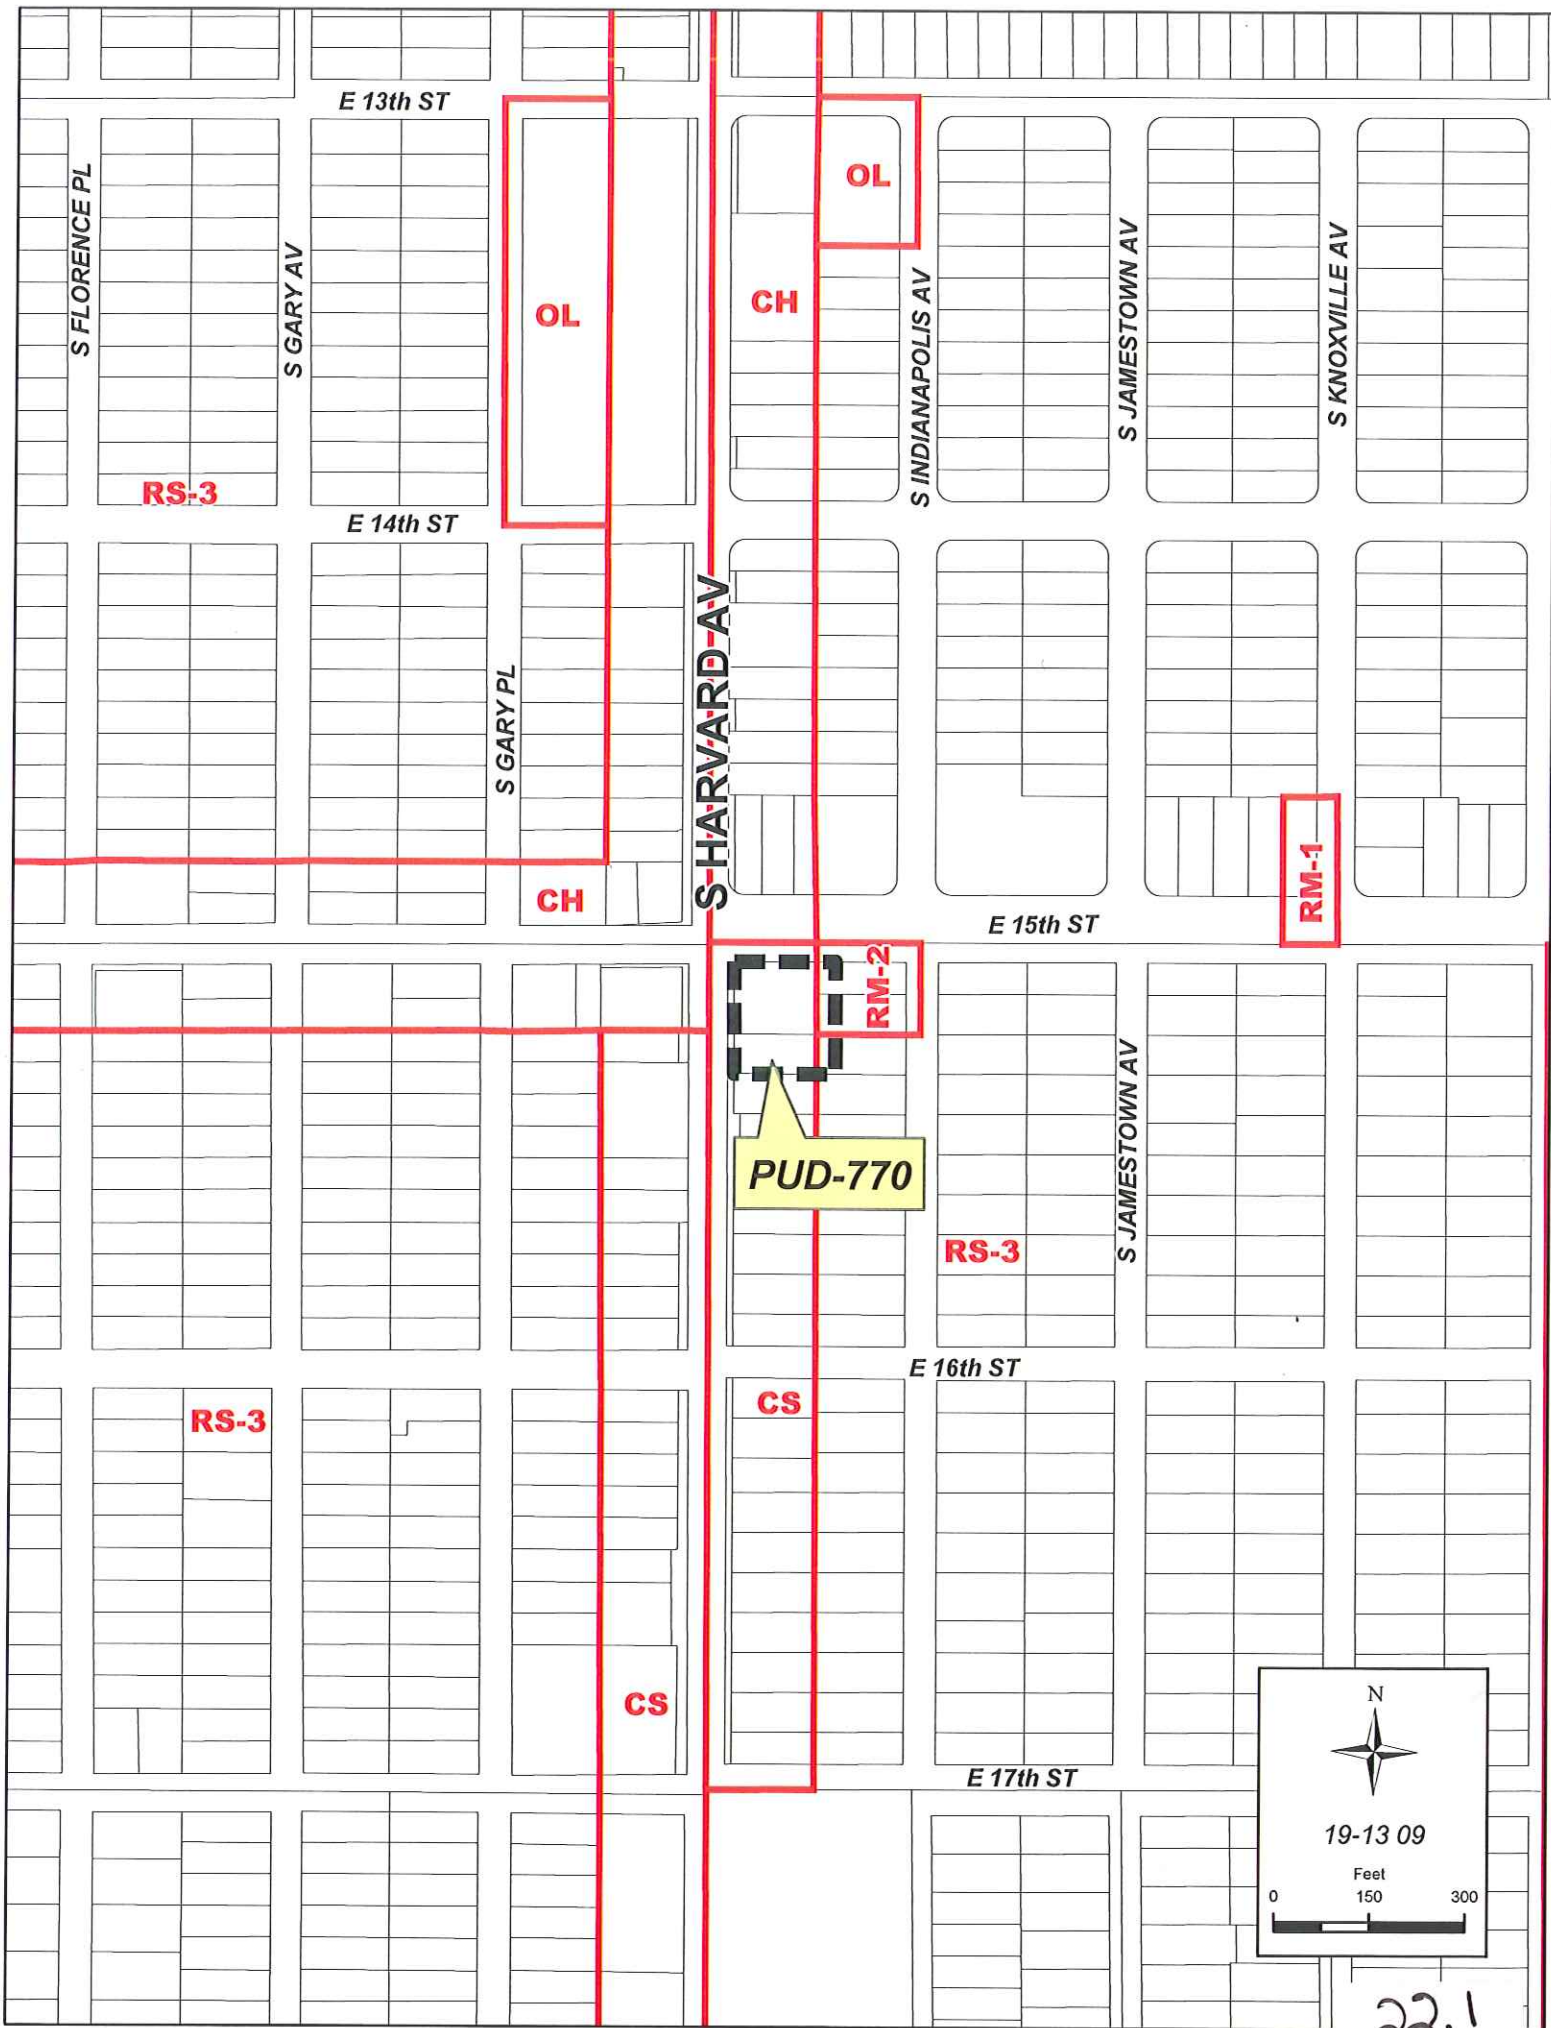 E 13th ST
S FLORENCE PL
S GARY AV
OL
OL
CH
S INDIANAPOLIS AV
S JAMESTOWN AV
S KNOXVILLE AV
RS-3
E 14th ST
S GARY PL
S HARVARD AV
CH
RM-1
E 15th ST
RM-2
S JAMESTOWN AV
PUD-770
RS-3
E 16th ST
CS
RS-3
CS
E 17th ST
N
19-13 09
Feet
0 150 300
22.1